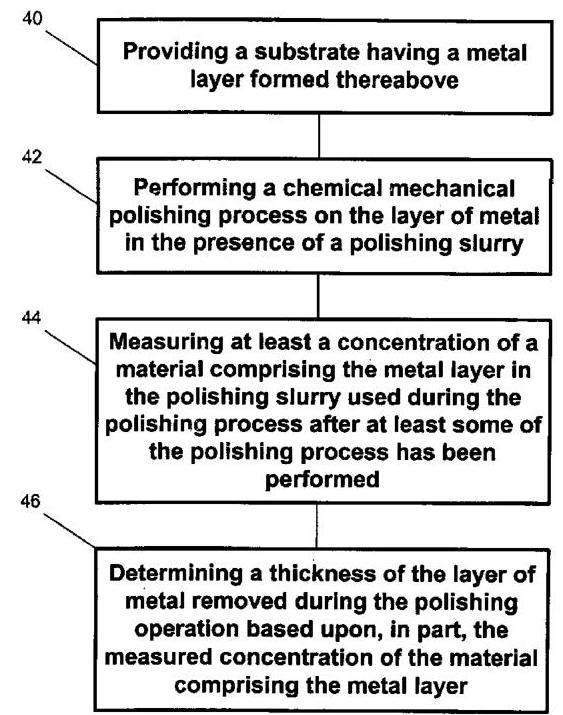 40
Providing a substrate having a metal
layer formed thereabove
42
Performing a chemical mechanical
polishing process on the layer of metal
in the presence of a polishing slurry
44
Measuring at least a concentration of a
material comprising the metal layer in
the polishing slurry used during the
polishing process after at least some of
the polishing process has been
performed
46
Determining a thickness of the layer of
metal removed during the polishing
operation based upon, in part, the
measured concentration of the material
comprising the metal layer